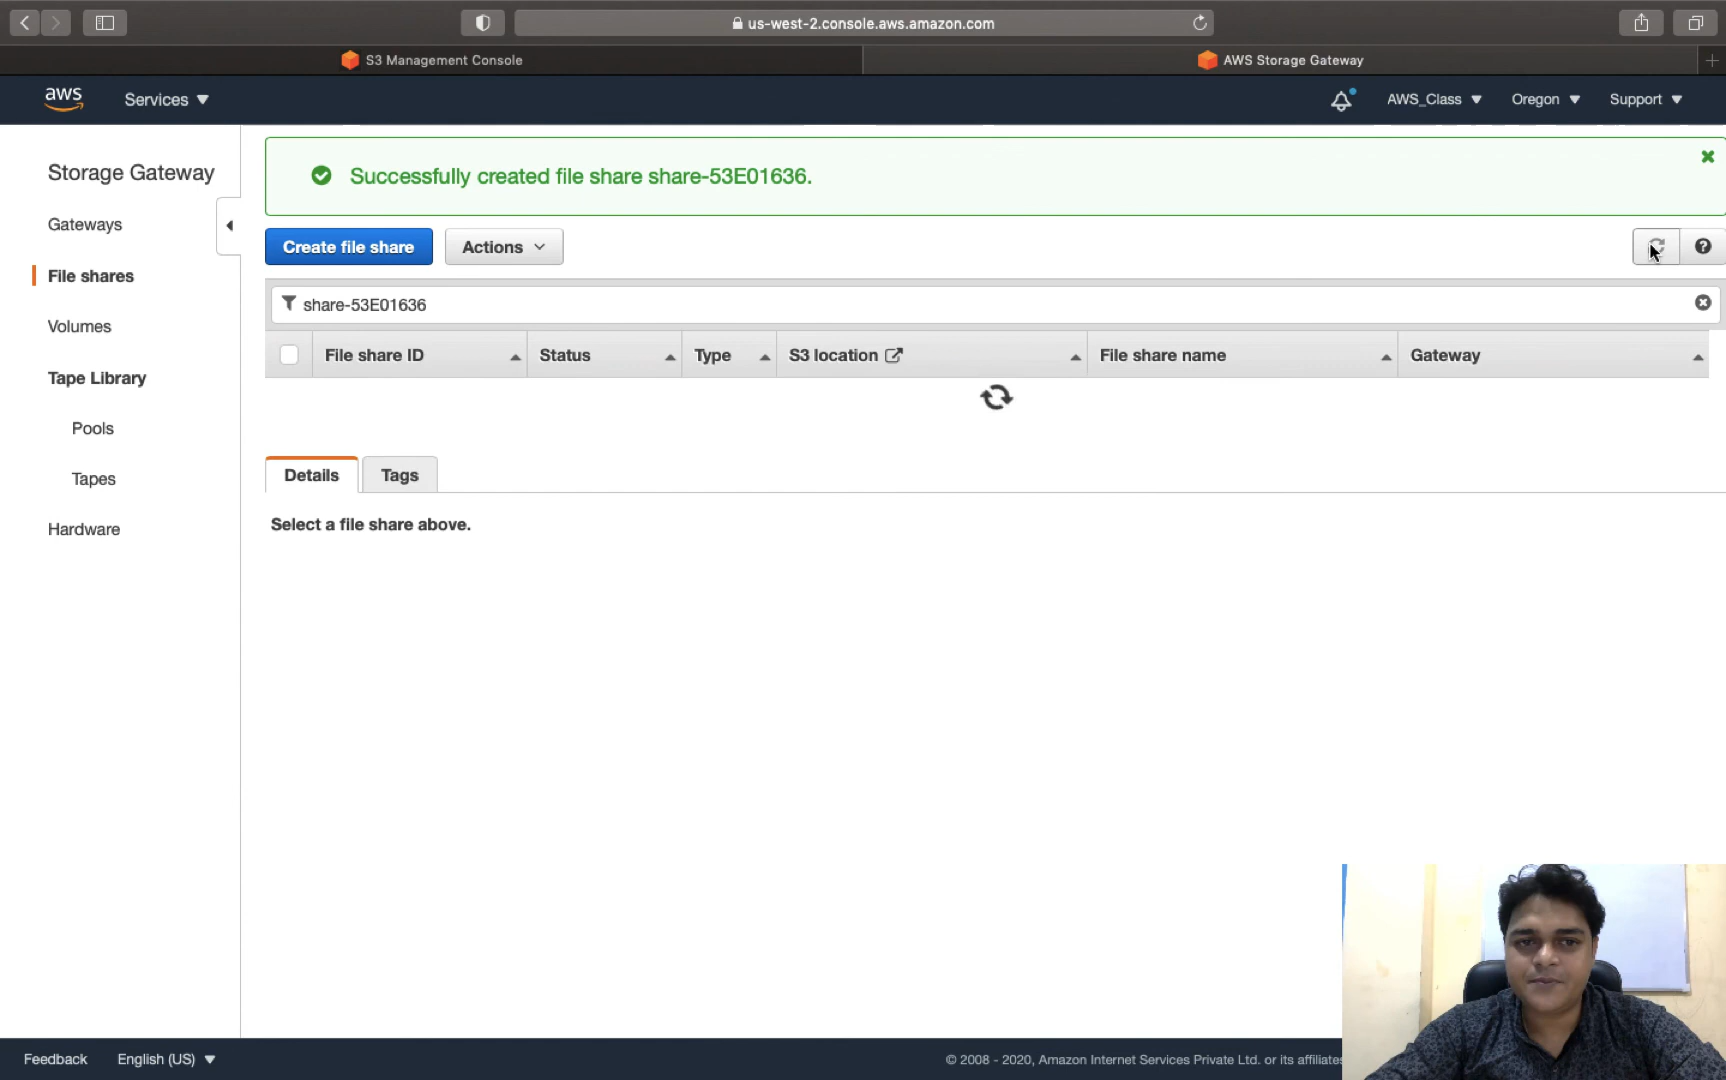 us-west-2.console.aws.amazon.com
S3 Management Console
AWS Storage Gateway
aws
Services
AWS_Class
Oregon
Support
Storage Gateway
Gateways
File shares
Volumes
Tape Library
Pools
Tapes
Hardware
Successfully created file share share-53E01636.
Create file share
Actions
share-53E01636
File share ID
Status
Type
S3 location
File share name
Gateway
Details
Tags
Select a file share above.
Feedback
English (US)
© 2008 - 2020, Amazon Internet Services Private Ltd. or its affiliates